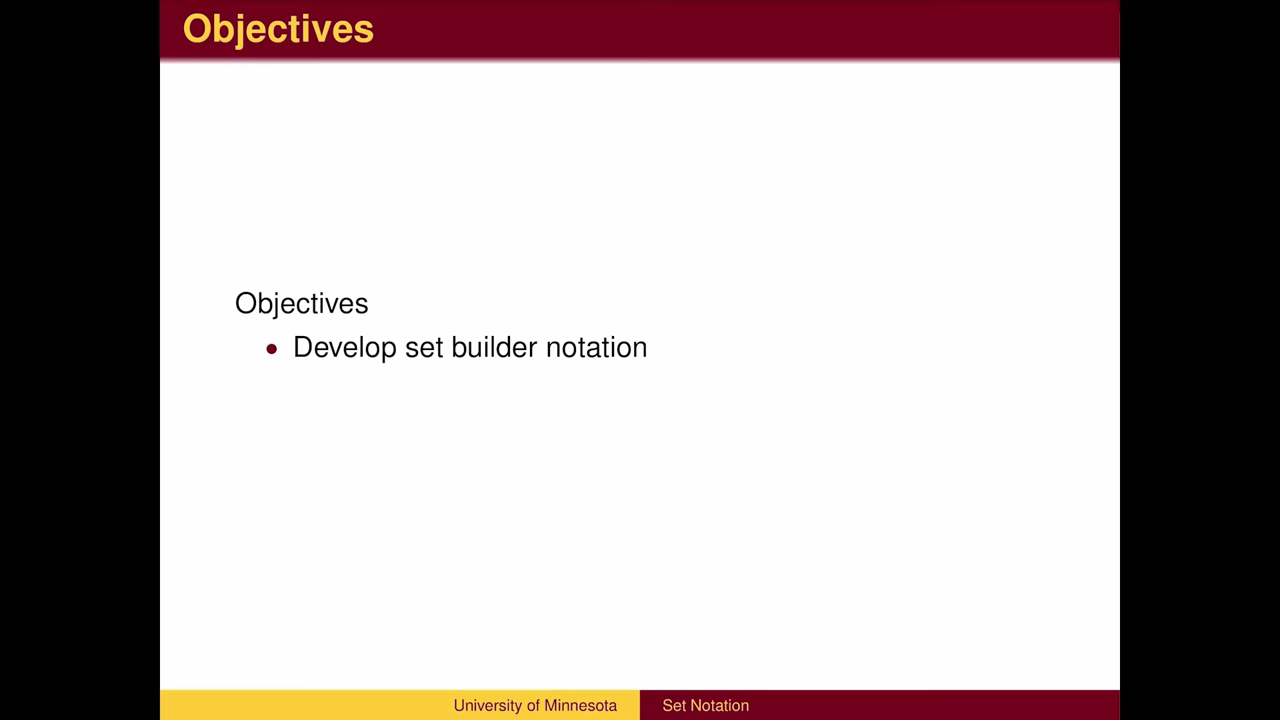 Objectives
Objectives
• Develop set builder notation
University of Minnesota
Set Notation